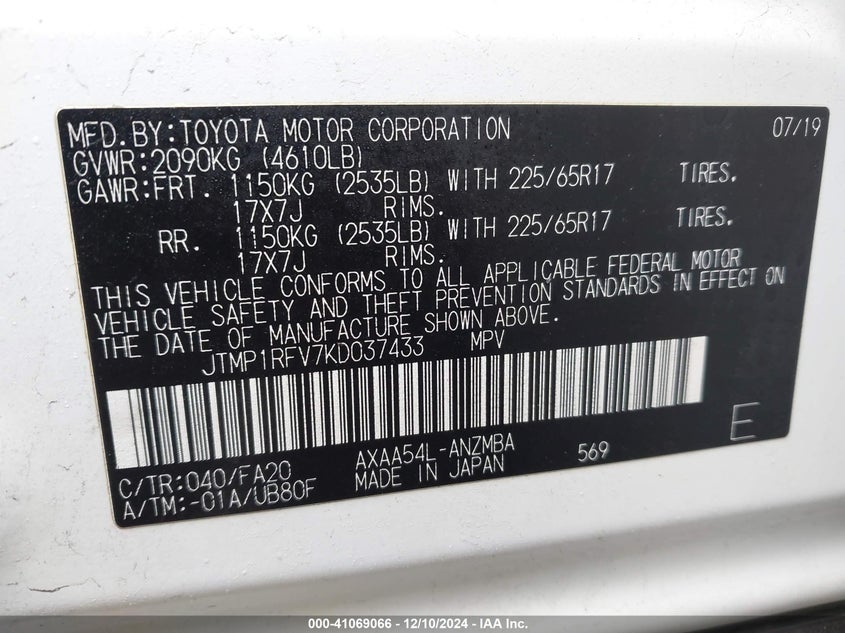 MFD.BY:TOYOTA MOTOR CORPORATION 07/19
GVWR:2090KG (4610LB)
GAWR:FRT. 1150KG (2535LB) WITH 225/65R17 TIRES.
17X7J RIMS.
RR. 1150KG (2535LB) WITH 225/65R17 TIRES.
17X7J RIMS.
THIS VEHICLE CONFORMS TO ALL APPLICABLE FEDERAL MOTOR
VEHICLE SAFETY AND THEFT PREVENTION STANDARDS IN EFFECT ON
THE DATE OF MANUFACTURE SHOWN ABOVE.
JTMP1RFV7KD037433 MPV
AXAA54L-ANZMBA 569 E
C/TR:040/FA20 MADE IN JAPAN
A/TM:-01A/UB80F
000-41069066 - 12/10/2024 - IAA Inc.